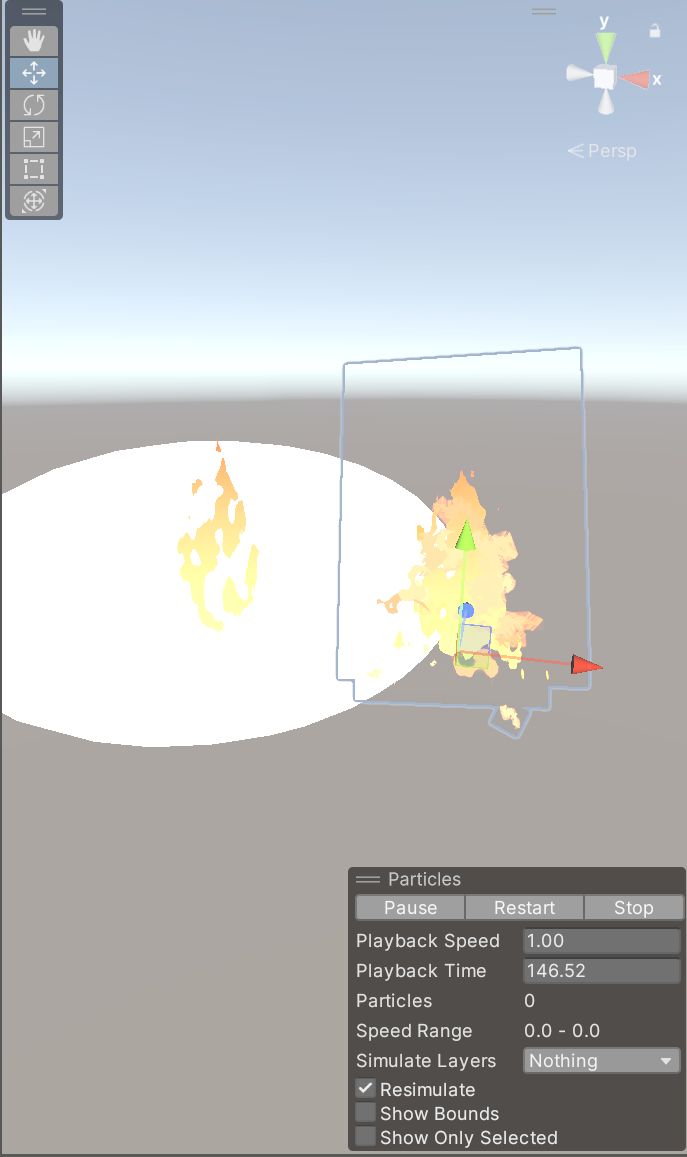 y
x
Persp
Particles
Pause Restart Stop
Playback Speed 1.00
Playback Time 146.52
Particles 0
Speed Range 0.0 - 0.0
Simulate Layers Nothing
Resimulate
Show Bounds
Show Only Selected